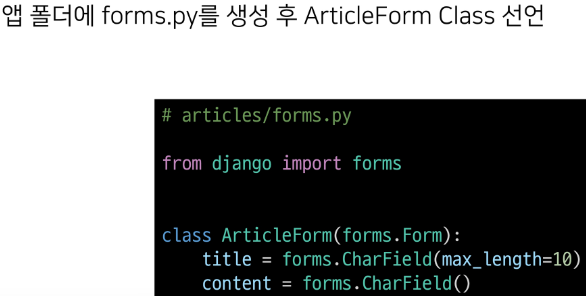 앱 폴더에 forms.py를 생성 후 ArticleForm Class 선언
# articles/forms.py
from django import forms
class ArticleForm(forms.Form):
    title = forms.CharField(max_length=10)
    content = forms.CharField()